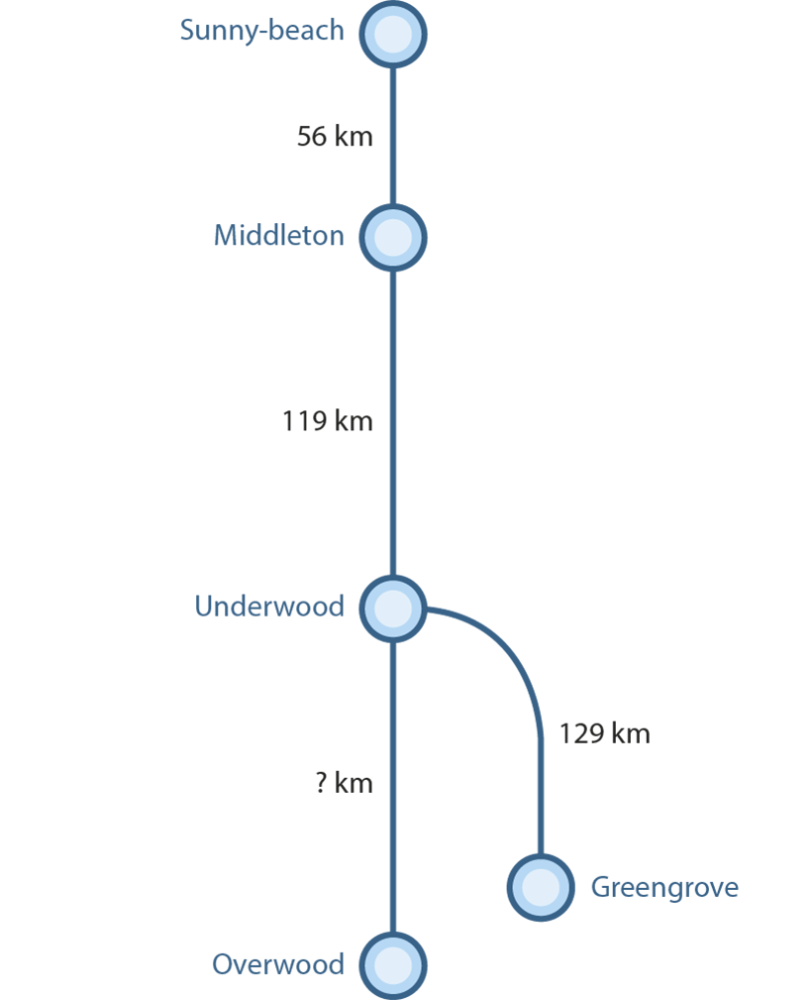 Sunny-beach
56 km
Middleton
119 km
Underwood
129 km
? km
Greengrove
Overwood